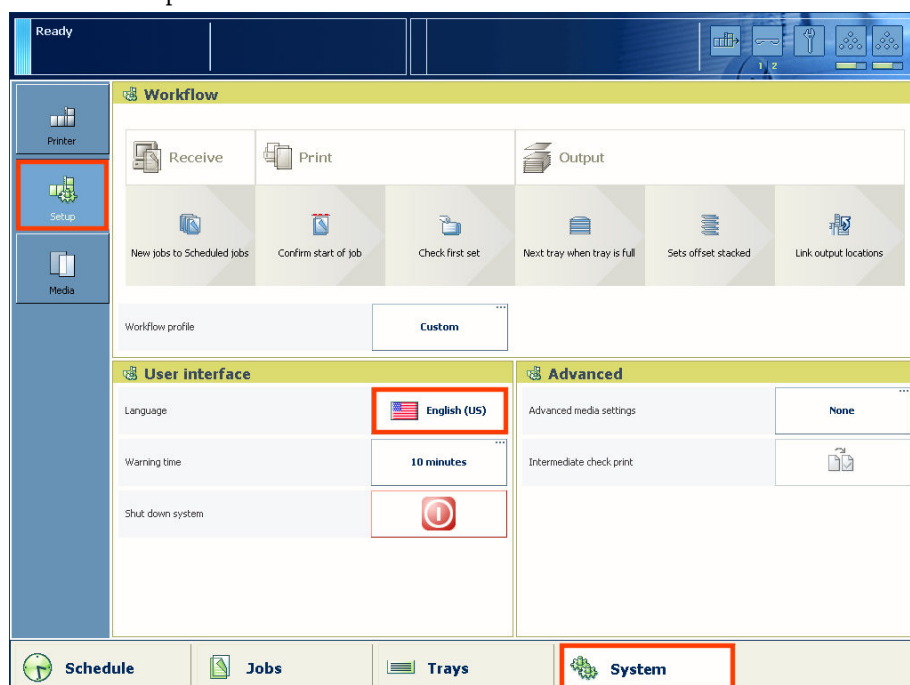 Ready
1 2
Workflow
Printer
Receive
Print
Output
Setup
New jobs to Scheduled jobs
Confirm start of job
Check first set
Next tray when tray is full
Sets offset stacked
Link output locations
Media
Workflow profile
Custom
User interface
Advanced
Language
English (US)
Advanced media settings
None
Warning time
10 minutes
Intermediate check print
Shut down system
Schedule
Jobs
Trays
System